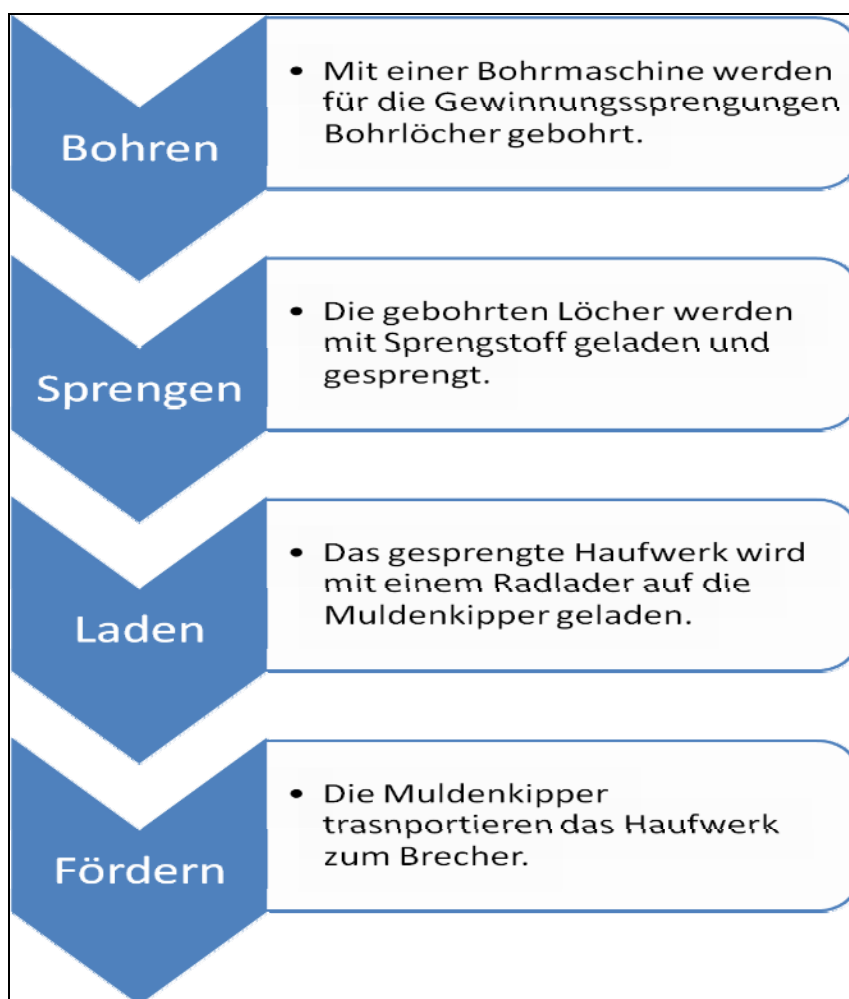 Bohren
• Mit einer Bohrmaschine werden
für die Gewinnungssprengungen
Bohrlöcher gebohrt.
Sprengen
• Die gebohrten Löcher werden
mit Sprengstoff geladen und
gesprengt.
Laden
• Das gesprengte Haufwerk wird
mit einem Radlader auf die
Muldenkipper geladen.
Fördern
• Die Muldenkipper
trasnportieren das Haufwerk
zum Brecher.